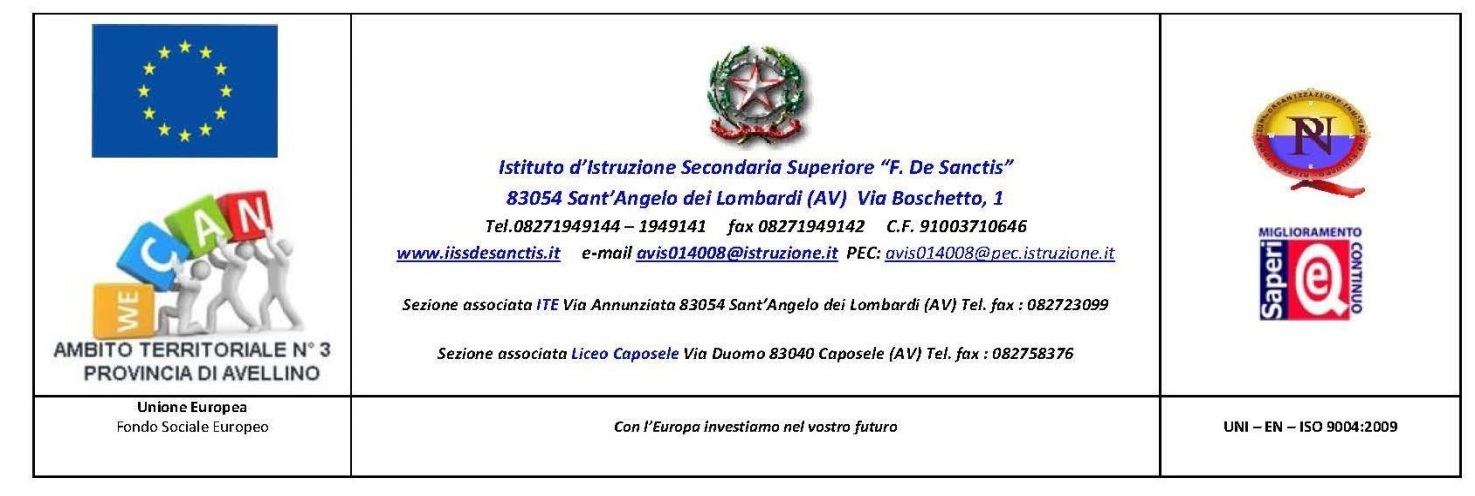 WE CAN
AMBITO TERRITORIALE N° 3
PROVINCIA DI AVELLINO
Istituto d'Istruzione Secondaria Superiore “F. De Sanctis”
83054 Sant'Angelo dei Lombardi (AV) Via Boschetto, 1
Tel.08271949144 – 1949141 fax 08271949142 C.F. 91003710646
www.iissdesanctis.it e-mail avis014008@istruzione.it PEC: avis014008@pec.istruzione.it
Sezione associata ITE Via Annunziata 83054 Sant'Angelo dei Lombardi (AV) Tel. fax : 082723099
Sezione associata Liceo Caposele Via Duomo 83040 Caposele (AV) Tel. fax : 082758376
MIGLIORAMENTO
CONTINUO
Saperi
Unione Europea
Fondo Sociale Europeo
Con l'Europa investiamo nel vostro futuro
UNI – EN – ISO 9004:2009